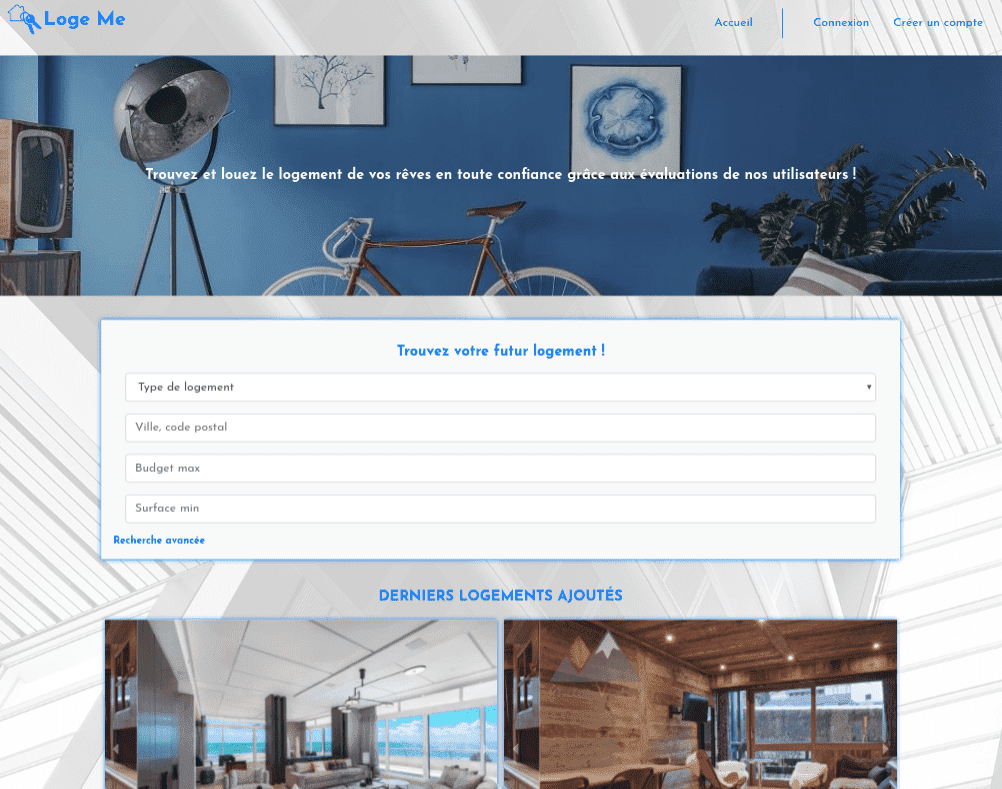 Loge Me
Accueil
Connexion
Créer un compte
Trouvez et louez le logement de vos rêves en toute confiance grâce aux évaluations de nos utilisateurs !
Trouvez votre futur logement !
Type de logement
Ville, code postal
Budget max
Surface min
Recherche avancée
DERNIERS LOGEMENTS AJOUTÉS